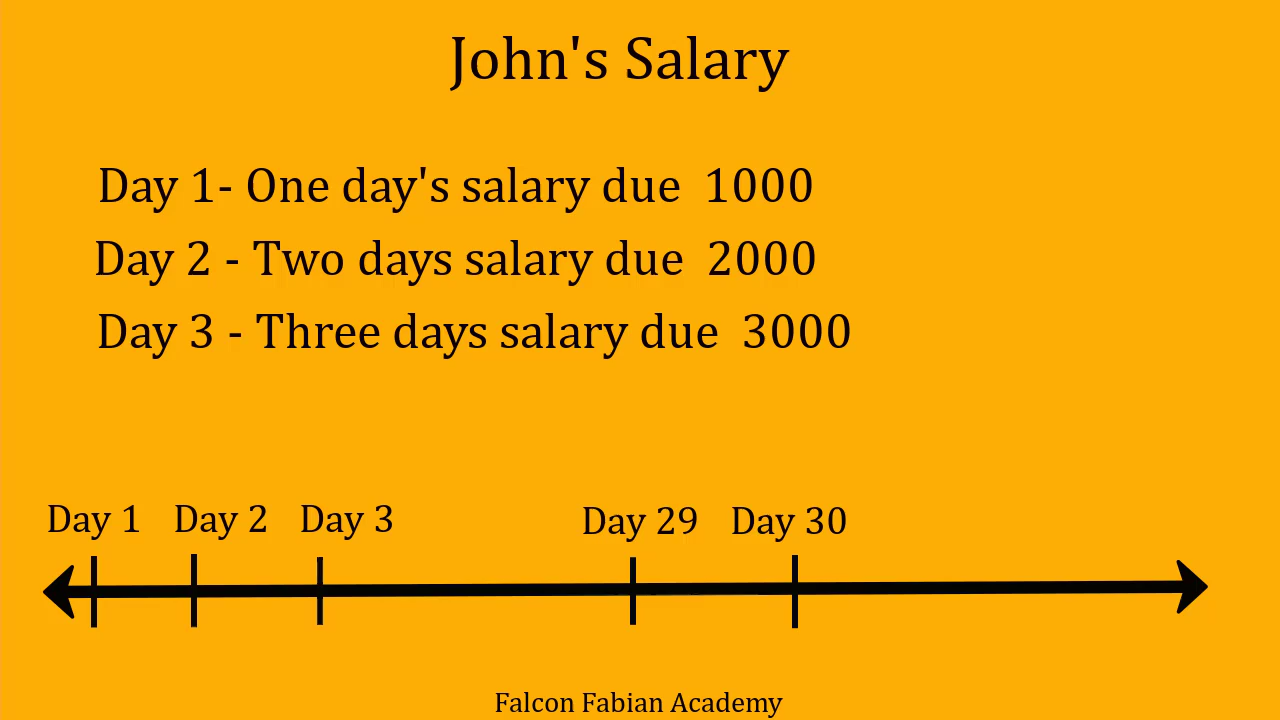 John's Salary
Day 1- One day's salary due 1000
Day 2 - Two days salary due 2000
Day 3 - Three days salary due 3000
Day 1 Day 2 Day 3 Day 29 Day 30
Falcon Fabian Academy